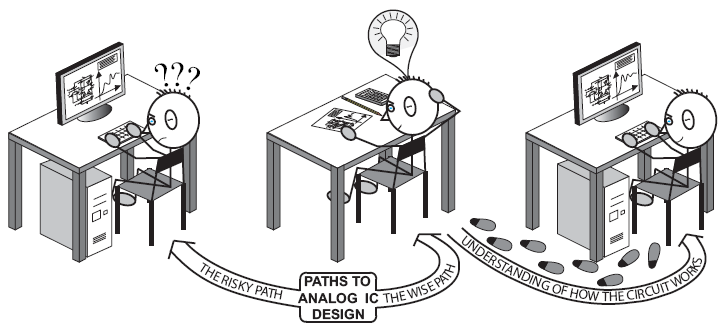 ???
THE RISKY PATH
PATHS TO
ANALOG IC
DESIGN
THE WISE PATH
UNDERSTANDING OF HOW THE CIRCUIT WORKS